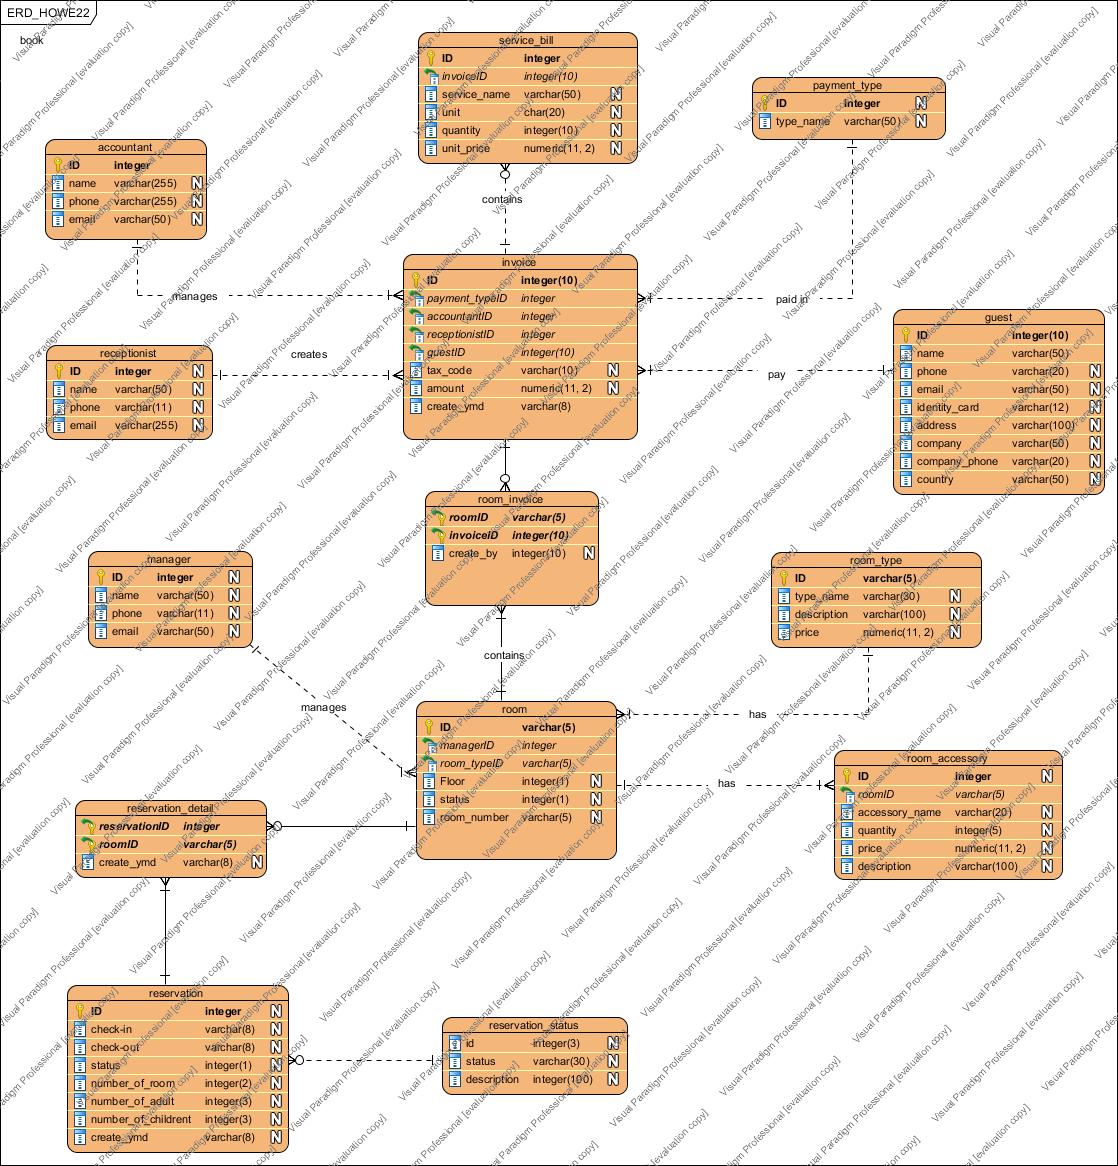 ERD_HOWE22
book
service_bill
ID integer
invoiceID integer(10)
service_name varchar(50) N
unit char(20) N
quantity integer(10) N
unit_price numeric(11, 2) N
payment_type
ID integer N
type_name varchar(50) N
accountant
ID integer
name varchar(255) N
phone varchar(255) N
email varchar(50) N
contains
invoice
ID integer(10)
payment_typeID integer
accountantID integer
receptionistID integer
guestID integer(10)
tax_code varchar(10) N
amount numeric(11, 2) N
create_ymd varchar(8)
manages
paid in
guest
ID integer(10)
name varchar(50)
phone varchar(20) N
email varchar(50) N
identity_card varchar(12) N
address varchar(100) N
company varchar(50) N
company_phone varchar(20) N
country varchar(50) N
receptionist
ID integer N
name varchar(50) N
phone varchar(11) N
email varchar(255) N
creates
pay
room_invoice
roomID varchar(5)
invoiceID integer(10)
create_by integer(10) N
manager
ID integer N
name varchar(50) N
phone varchar(11) N
email varchar(50) N
room_type
ID varchar(5)
type_name varchar(30) N
description varchar(100) N
price numeric(11, 2) N
contains
manages
room
ID varchar(5)
managerID integer
room_typeID varchar(5)
Floor integer(1) N
status integer(1) N
room_number varchar(5) N
has
has
room_accessory
ID integer N
roomID varchar(5)
accessory_name varchar(20) N
quantity integer(5) N
price numeric(11, 2) N
description varchar(100) N
reservation_detail
reservationID integer
roomID varchar(5)
create_ymd varchar(8) N
reservation
ID integer N
check-in varchar(8) N
check-out varchar(8) N
status integer(1) N
number_of_room integer(2) N
number_of_adult integer(3) N
number_of_childrent integer(3) N
create_ymd varchar(8) N
reservation_status
id integer(3) N
status varchar(30) N
description integer(100) N
Visual Paradigm Professional [evaluation copy]